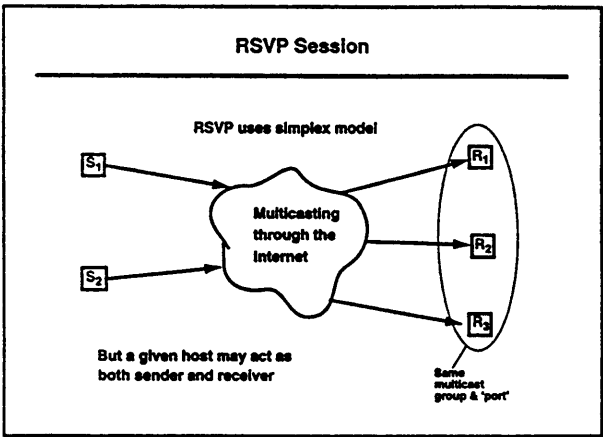 RSVP Session
RSVP uses simplex model
S1
R1
Multicasting
through the
Internet
R2
S2
R3
But a given host may act as
both sender and receiver
Same
multicast
group & 'port'